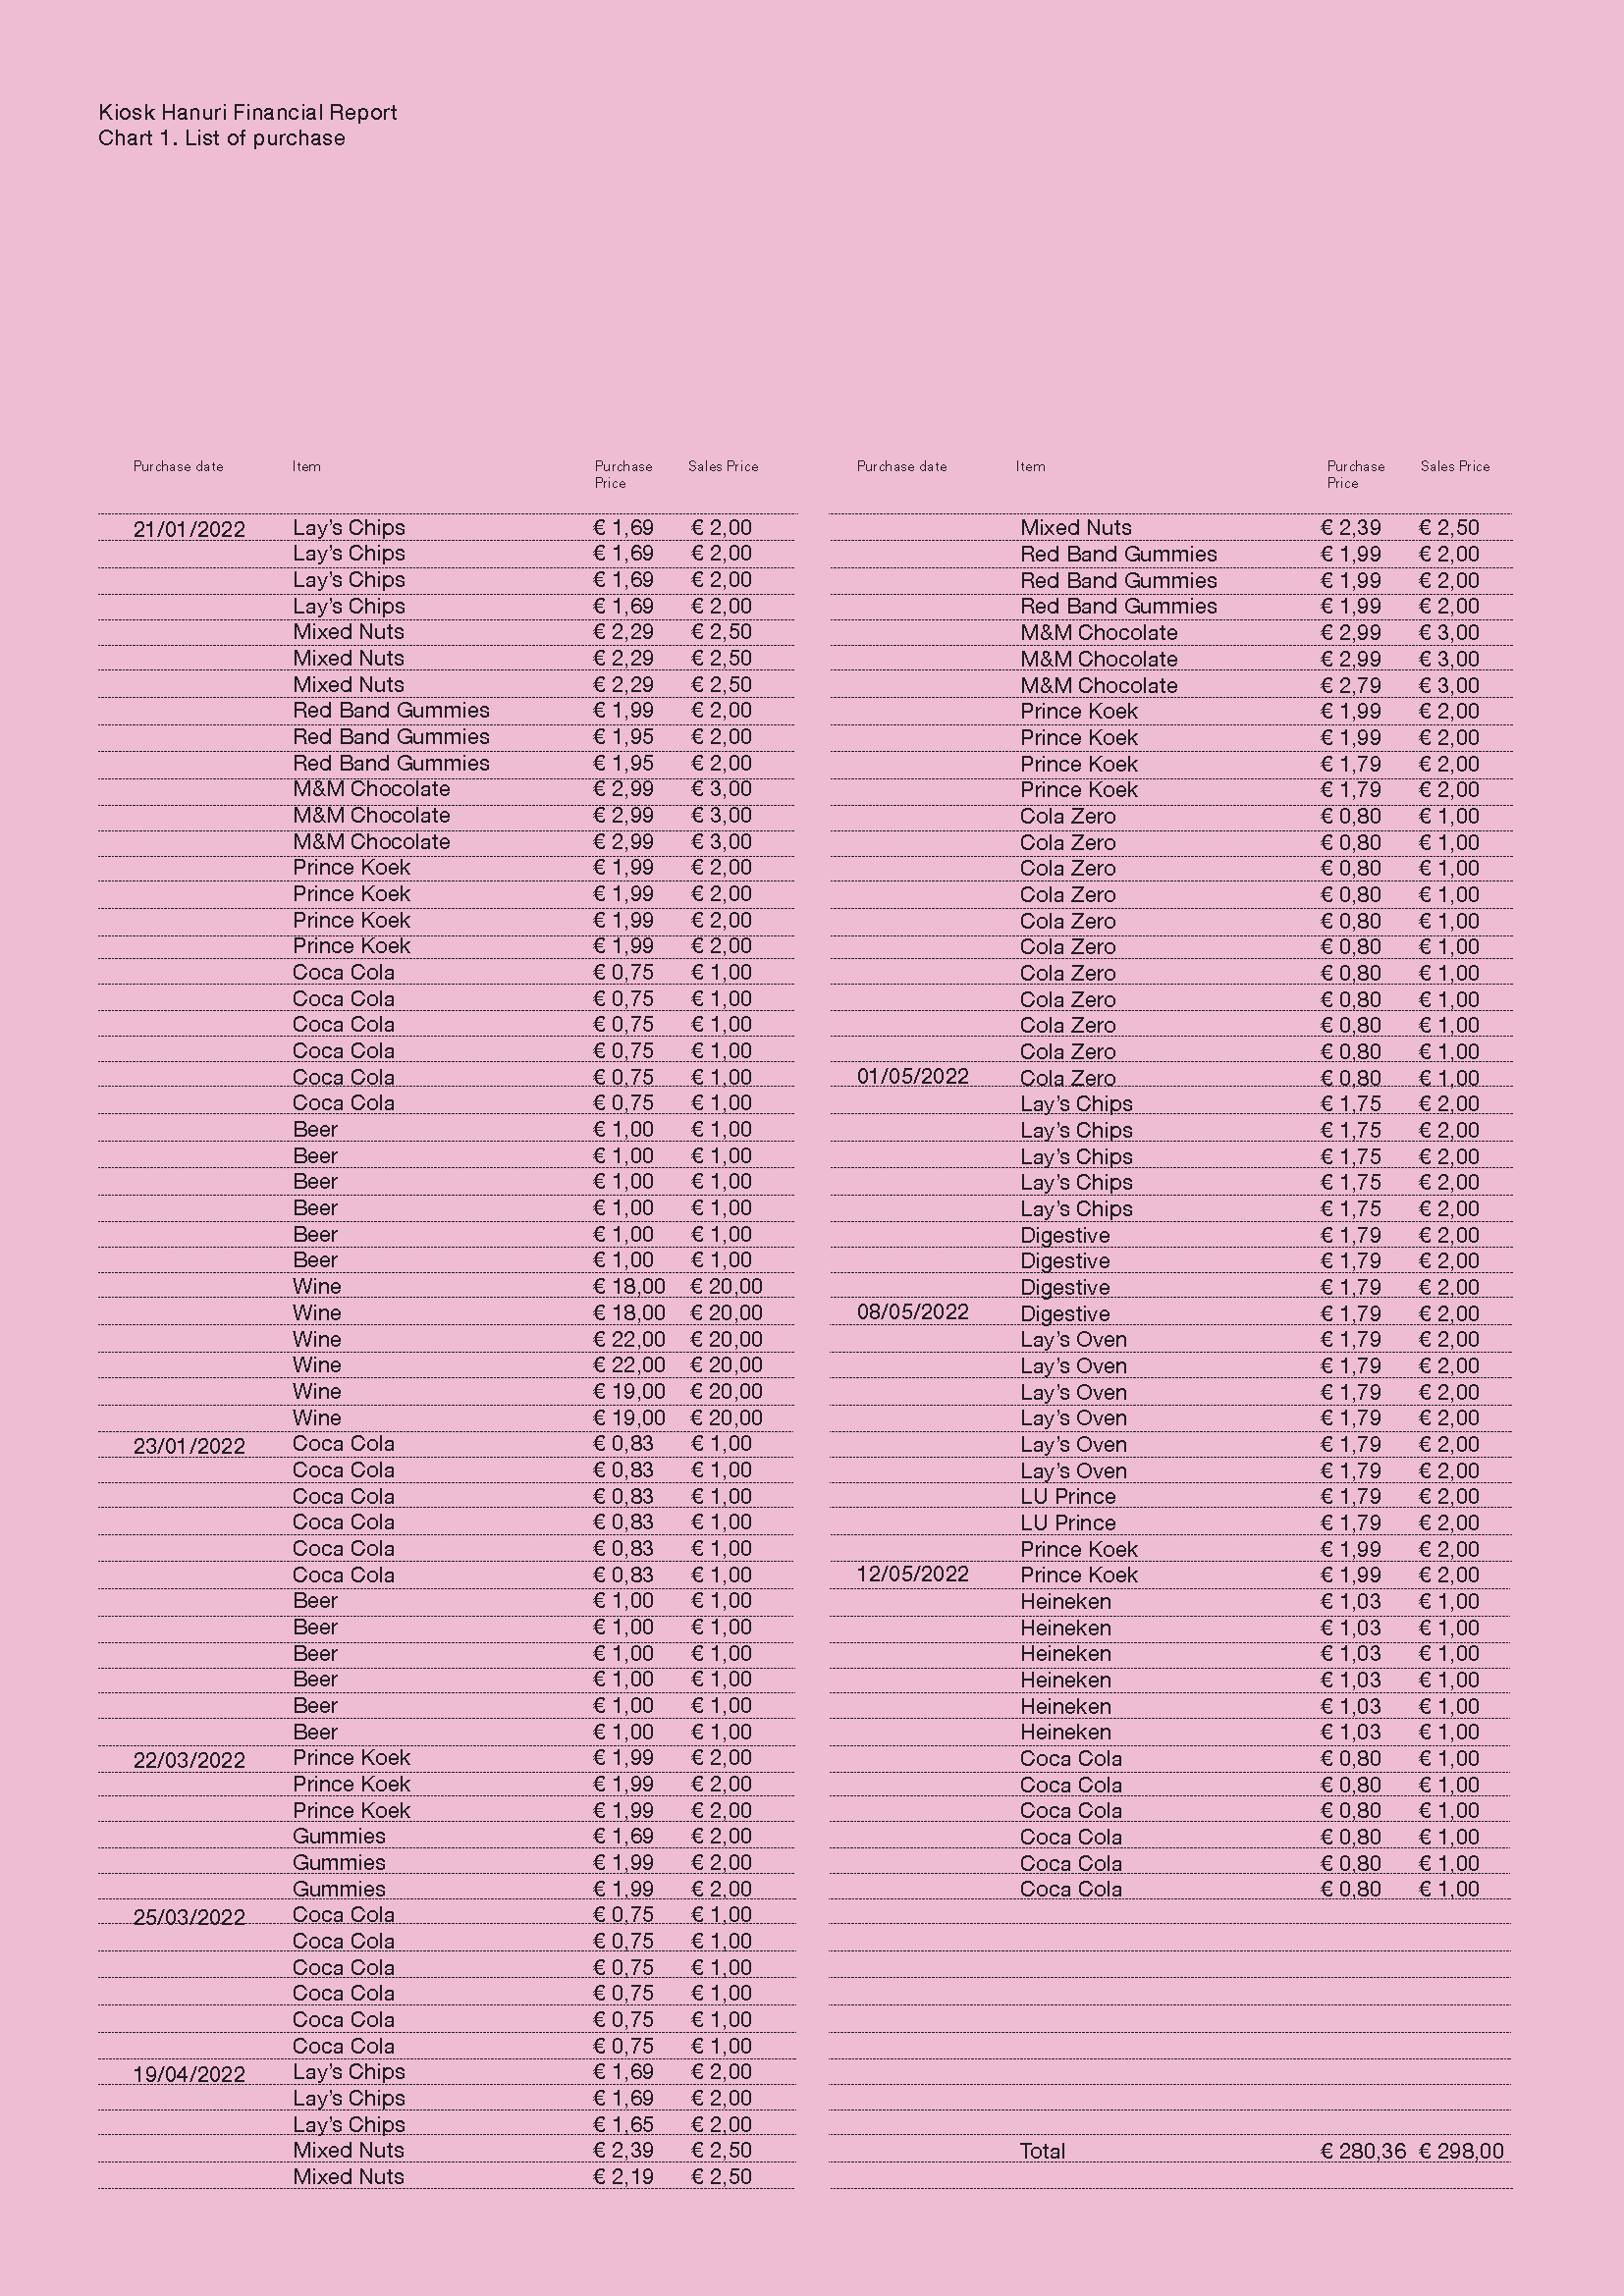 Kiosk Hanuri Financial Report
Chart 1. List of purchase
Purchase date Item Purchase Price Sales Price
21/01/2022 Lay's Chips € 1,69 € 2,00
Lay's Chips € 1,69 € 2,00
Lay's Chips € 1,69 € 2,00
Lay's Chips € 1,69 € 2,00
Mixed Nuts € 2,29 € 2,50
Mixed Nuts € 2,29 € 2,50
Mixed Nuts € 2,29 € 2,50
Red Band Gummies € 1,99 € 2,00
Red Band Gummies € 1,95 € 2,00
Red Band Gummies € 1,95 € 2,00
M&M Chocolate € 2,99 € 3,00
M&M Chocolate € 2,99 € 3,00
M&M Chocolate € 2,99 € 3,00
Prince Koek € 1,99 € 2,00
Prince Koek € 1,99 € 2,00
Prince Koek € 1,99 € 2,00
Prince Koek € 1,99 € 2,00
Coca Cola € 0,75 € 1,00
Coca Cola € 0,75 € 1,00
Coca Cola € 0,75 € 1,00
Coca Cola € 0,75 € 1,00
Coca Cola € 0,75 € 1,00
Coca Cola € 0,75 € 1,00
Beer € 1,00 € 1,00
Beer € 1,00 € 1,00
Beer € 1,00 € 1,00
Beer € 1,00 € 1,00
Beer € 1,00 € 1,00
Beer € 1,00 € 1,00
Wine € 18,00 € 20,00
Wine € 18,00 € 20,00
Wine € 22,00 € 20,00
Wine € 22,00 € 20,00
Wine € 19,00 € 20,00
Wine € 19,00 € 20,00
23/01/2022 Coca Cola € 0,83 € 1,00
Coca Cola € 0,83 € 1,00
Coca Cola € 0,83 € 1,00
Coca Cola € 0,83 € 1,00
Coca Cola € 0,83 € 1,00
Coca Cola € 0,83 € 1,00
Beer € 1,00 € 1,00
Beer € 1,00 € 1,00
Beer € 1,00 € 1,00
Beer € 1,00 € 1,00
Beer € 1,00 € 1,00
Beer € 1,00 € 1,00
22/03/2022 Prince Koek € 1,99 € 2,00
Prince Koek € 1,99 € 2,00
Prince Koek € 1,99 € 2,00
Gummies € 1,69 € 2,00
Gummies € 1,99 € 2,00
Gummies € 1,99 € 2,00
25/03/2022 Coca Cola € 0,75 € 1,00
Coca Cola € 0,75 € 1,00
Coca Cola € 0,75 € 1,00
Coca Cola € 0,75 € 1,00
Coca Cola € 0,75 € 1,00
Coca Cola € 0,75 € 1,00
19/04/2022 Lay's Chips € 1,69 € 2,00
Lay's Chips € 1,69 € 2,00
Lay's Chips € 1,65 € 2,00
Mixed Nuts € 2,39 € 2,50
Mixed Nuts € 2,19 € 2,50
Purchase date Item Purchase Price Sales Price
Mixed Nuts € 2,39 € 2,50
Red Band Gummies € 1,99 € 2,00
Red Band Gummies € 1,99 € 2,00
Red Band Gummies € 1,99 € 2,00
M&M Chocolate € 2,99 € 3,00
M&M Chocolate € 2,99 € 3,00
M&M Chocolate € 2,79 € 3,00
Prince Koek € 1,99 € 2,00
Prince Koek € 1,99 € 2,00
Prince Koek € 1,79 € 2,00
Prince Koek € 1,79 € 2,00
Cola Zero € 0,80 € 1,00
Cola Zero € 0,80 € 1,00
Cola Zero € 0,80 € 1,00
Cola Zero € 0,80 € 1,00
Cola Zero € 0,80 € 1,00
Cola Zero € 0,80 € 1,00
Cola Zero € 0,80 € 1,00
Cola Zero € 0,80 € 1,00
Cola Zero € 0,80 € 1,00
Cola Zero € 0,80 € 1,00
01/05/2022 Cola Zero € 0,80 € 1,00
Lay's Chips € 1,75 € 2,00
Lay's Chips € 1,75 € 2,00
Lay's Chips € 1,75 € 2,00
Lay's Chips € 1,75 € 2,00
Lay's Chips € 1,75 € 2,00
Digestive € 1,79 € 2,00
Digestive € 1,79 € 2,00
Digestive € 1,79 € 2,00
08/05/2022 Digestive € 1,79 € 2,00
Lay's Oven € 1,79 € 2,00
Lay's Oven € 1,79 € 2,00
Lay's Oven € 1,79 € 2,00
Lay's Oven € 1,79 € 2,00
Lay's Oven € 1,79 € 2,00
Lay's Oven € 1,79 € 2,00
LU Prince € 1,79 € 2,00
LU Prince € 1,79 € 2,00
Prince Koek € 1,99 € 2,00
12/05/2022 Prince Koek € 1,99 € 2,00
Heineken € 1,03 € 1,00
Heineken € 1,03 € 1,00
Heineken € 1,03 € 1,00
Heineken € 1,03 € 1,00
Heineken € 1,03 € 1,00
Heineken € 1,03 € 1,00
Coca Cola € 0,80 € 1,00
Coca Cola € 0,80 € 1,00
Coca Cola € 0,80 € 1,00
Coca Cola € 0,80 € 1,00
Coca Cola € 0,80 € 1,00
Coca Cola € 0,80 € 1,00
Total € 280,36 € 298,00